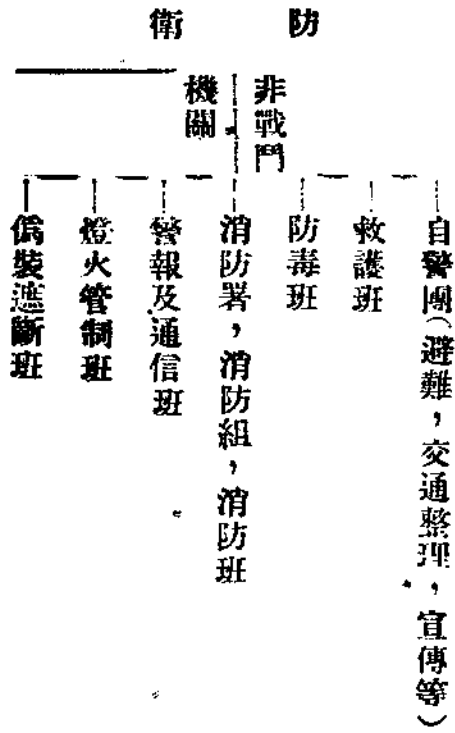 防衛
非戰鬥
機關
自警團(避難，交通整理，宣傳等)
救護班
防毒班
消防署，消防組，消防班
警報及通信班
燈火管制班
偽裝遮斷班